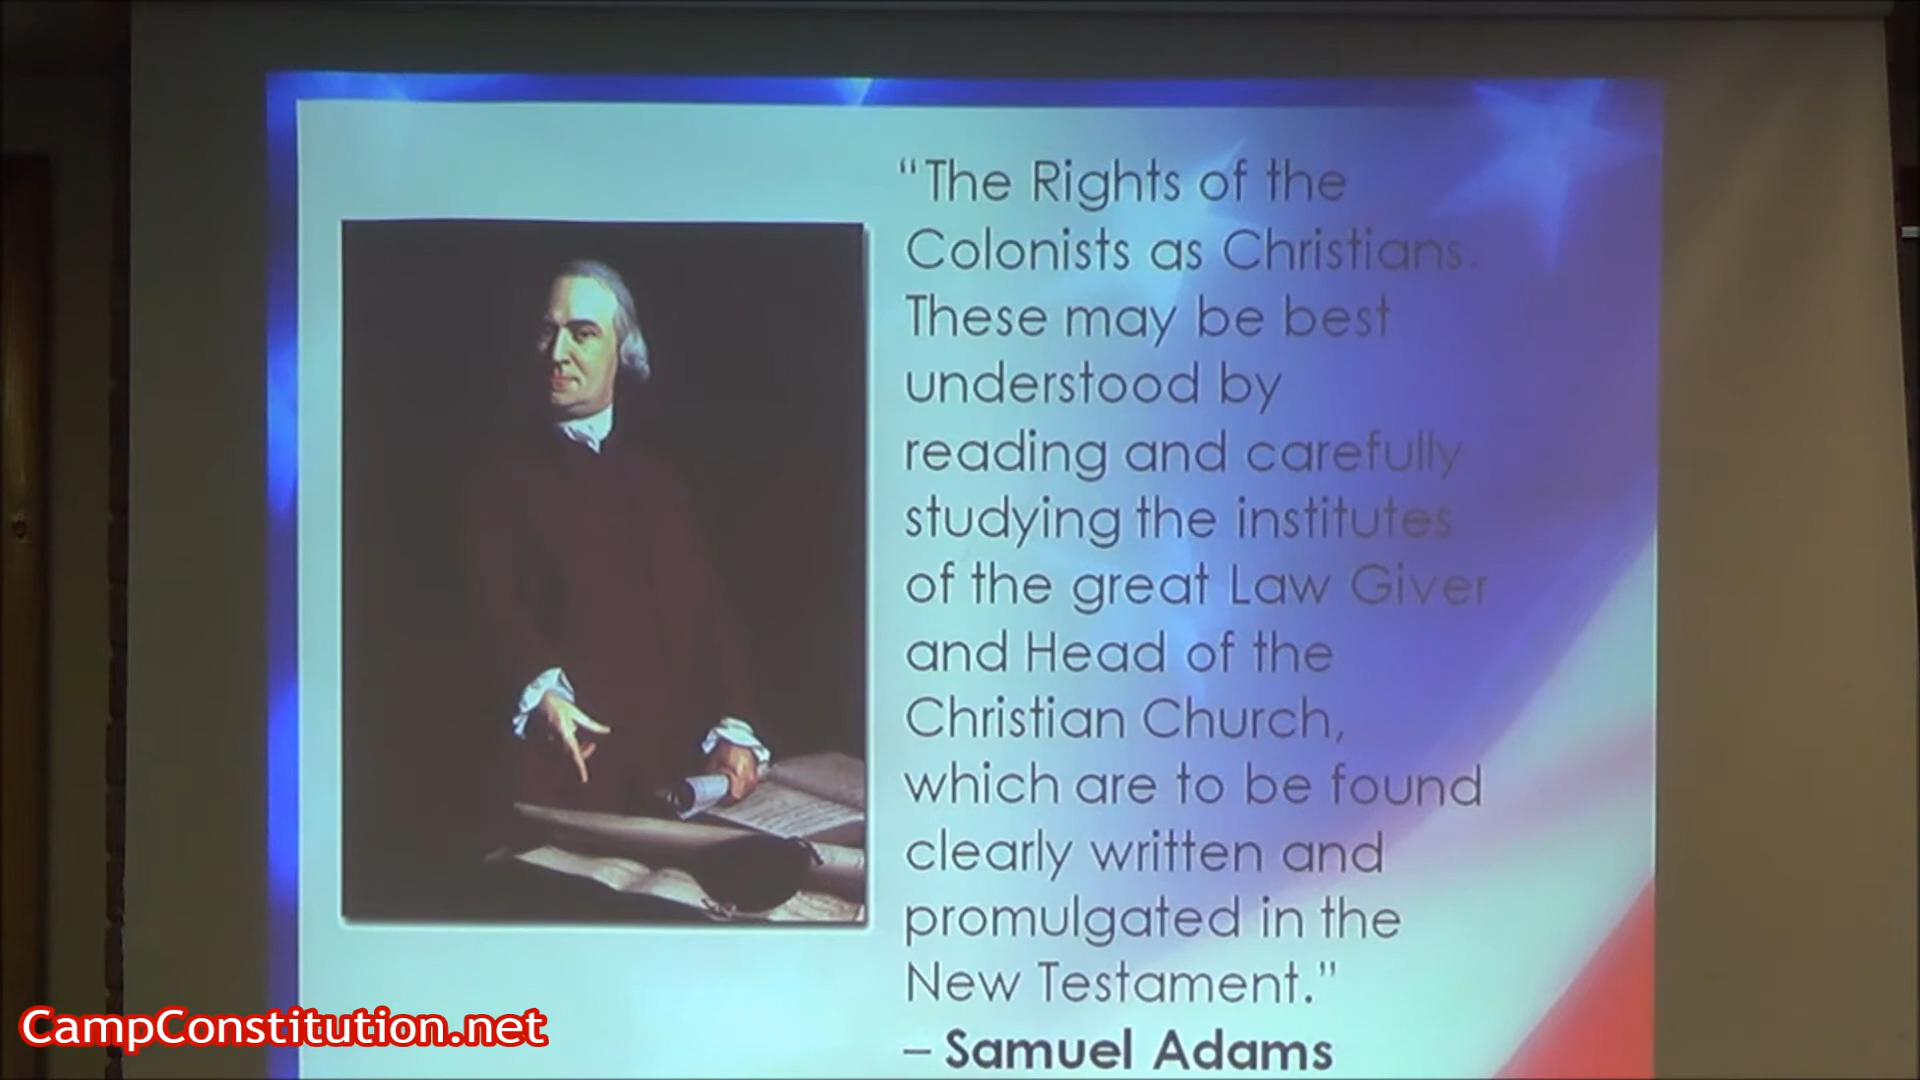 “The Rights of the
Colonists as Christians.
These may be best
understood by
reading and carefully
studying the institutes
of the great Law Giver
and Head of the
Christian Church,
which are to be found
clearly written and
promulgated in the
New Testament.”
– Samuel Adams
CampConstitution.net